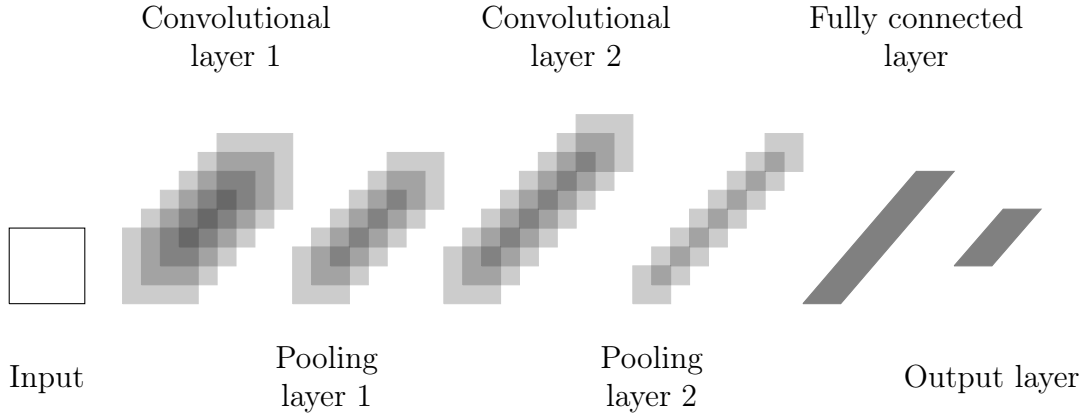 Convolutional
layer 1
Convolutional
layer 2
Fully connected
layer
Input
Pooling
layer 1
Pooling
layer 2
Output layer